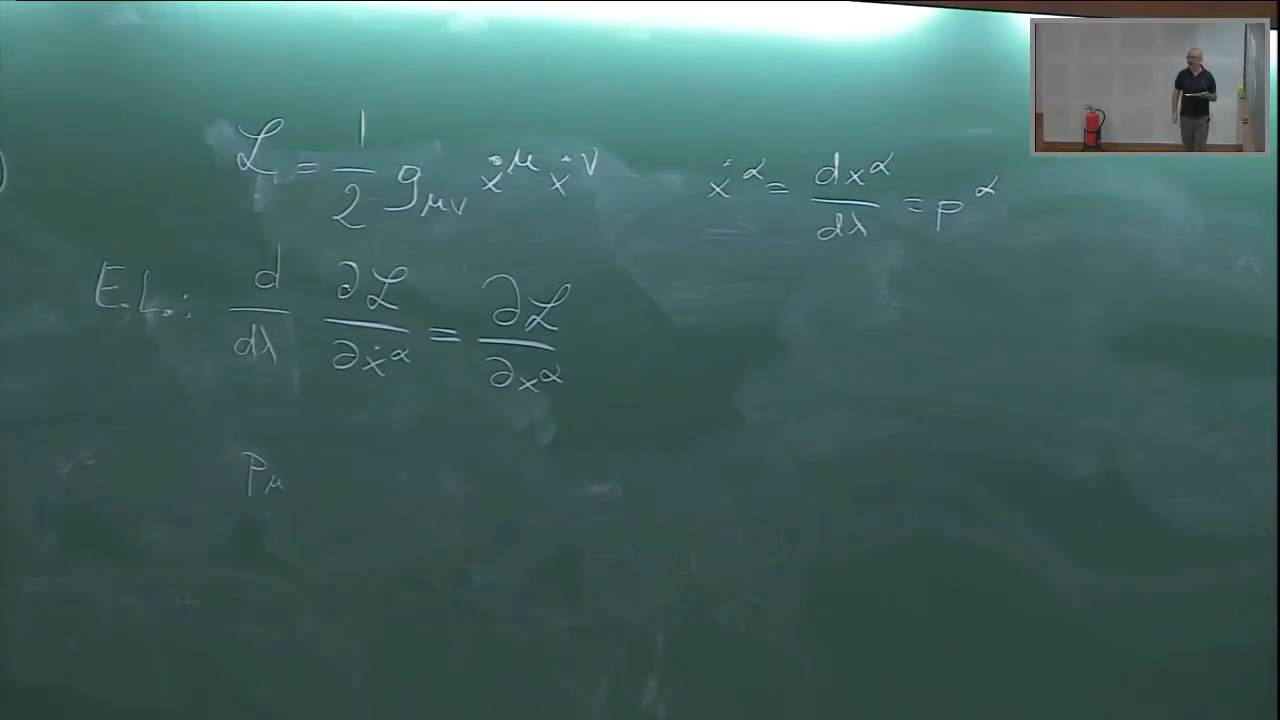 ℒ = 1/2 g_{μν} ẋ^μ ẋ^ν    ẋ^α = dx^α/dλ = p^α
E.L.: d/dλ ∂ℒ/∂ẋ^α = ∂ℒ/∂x^α
P_μ